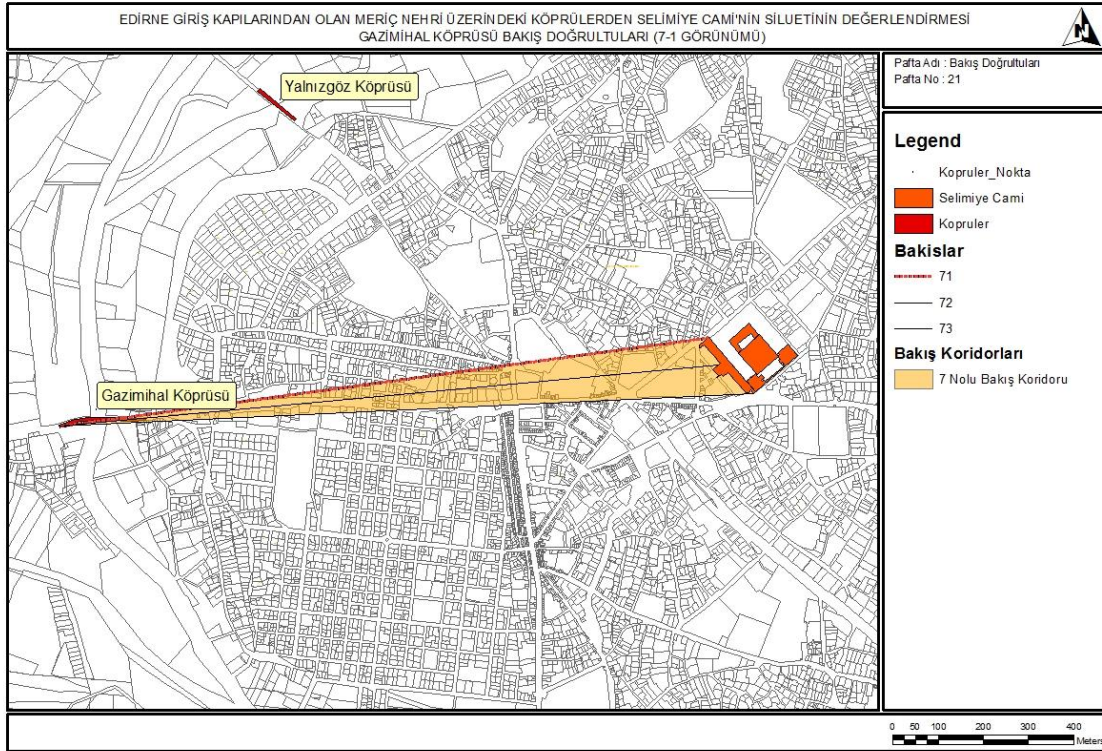 EDİRNE GİRİŞ KAPILARINDAN OLAN MERİÇ NEHRİ ÜZERİNDEKİ KÖPRÜLERDEN SELİMİYE CAMİ'NİN SİLUETİNİN DEĞERLENDİRMESİ
GAZİMİHAL KÖPRÜSÜ BAKIŞ DOĞRULTULARI (7-1 GÖRÜNÜMÜ)
N
Pafta Adı : Bakış Doğrultuları
Pafta No : 21
Yalnızgöz Köprüsü
Gazimihal Köprüsü
Legend
Kopruler_Nokta
Selimiye Cami
Kopruler
Bakislar
71
72
73
Bakış Koridorları
7 Nolu Bakış Koridoru
0 50 100 200 300 400
Meters